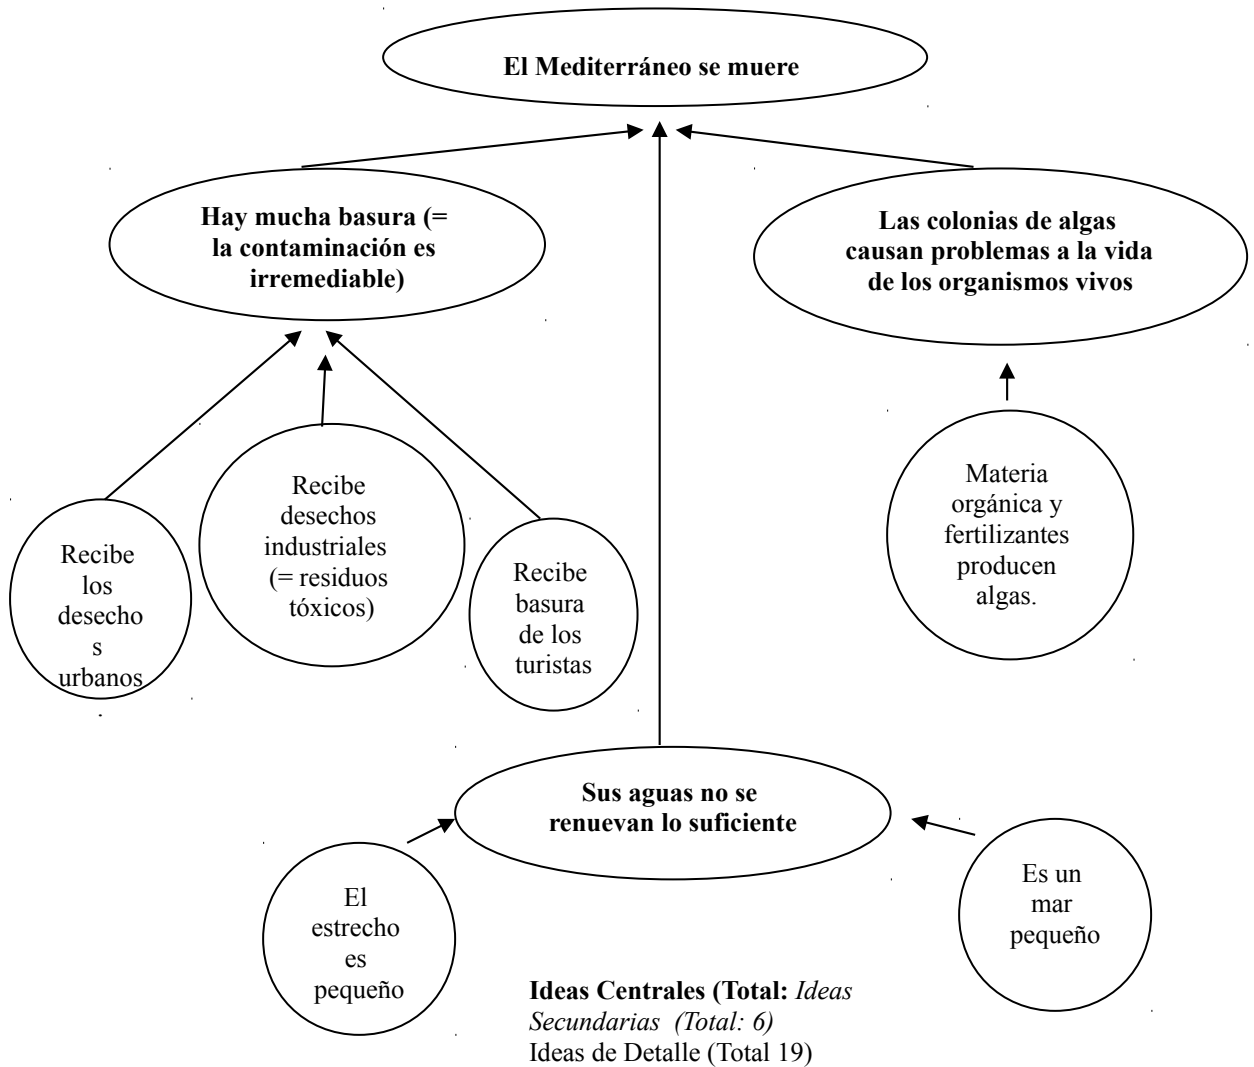 El Mediterráneo se muere
Hay mucha basura (=
la contaminación es
irremediable)
Las colonias de algas
causan problemas a la vida
de los organismos vivos
Recibe
los
desecho
s
urbanos
Recibe
desechos
industriales
(= residuos
tóxicos)
Recibe
basura
de los
turistas
Materia
orgánica y
fertilizantes
producen
algas.
Sus aguas no se
renuevan lo suficiente
El
estrecho
es
pequeño
Es un
mar
pequeño
Ideas Centrales (Total: Ideas
Secundarias (Total: 6)
Ideas de Detalle (Total 19)